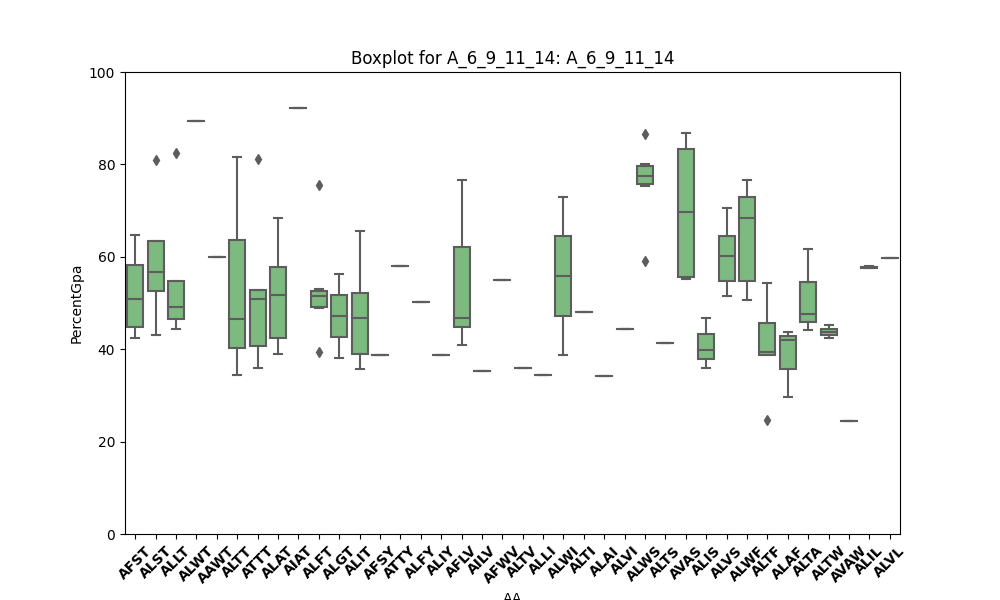 Boxplot for A_6_9_11_14: A_6_9_11_14
100
80
60
40
20
0
PercentGpa
AFST ALST ALLT ALWT AAWT ALTT ATTT ALAT AIAT ALFT ALGT ALIT AFSY ATTY ALFY ALIY AFLV AILV AFWV ALTV ALLI ALWI ALTI ALAI ALVI ALWS ALTS AVAS ALIS ALVS ALWF ALTF ALAF ALTA ALTW AVAW ALIL ALVL
AA